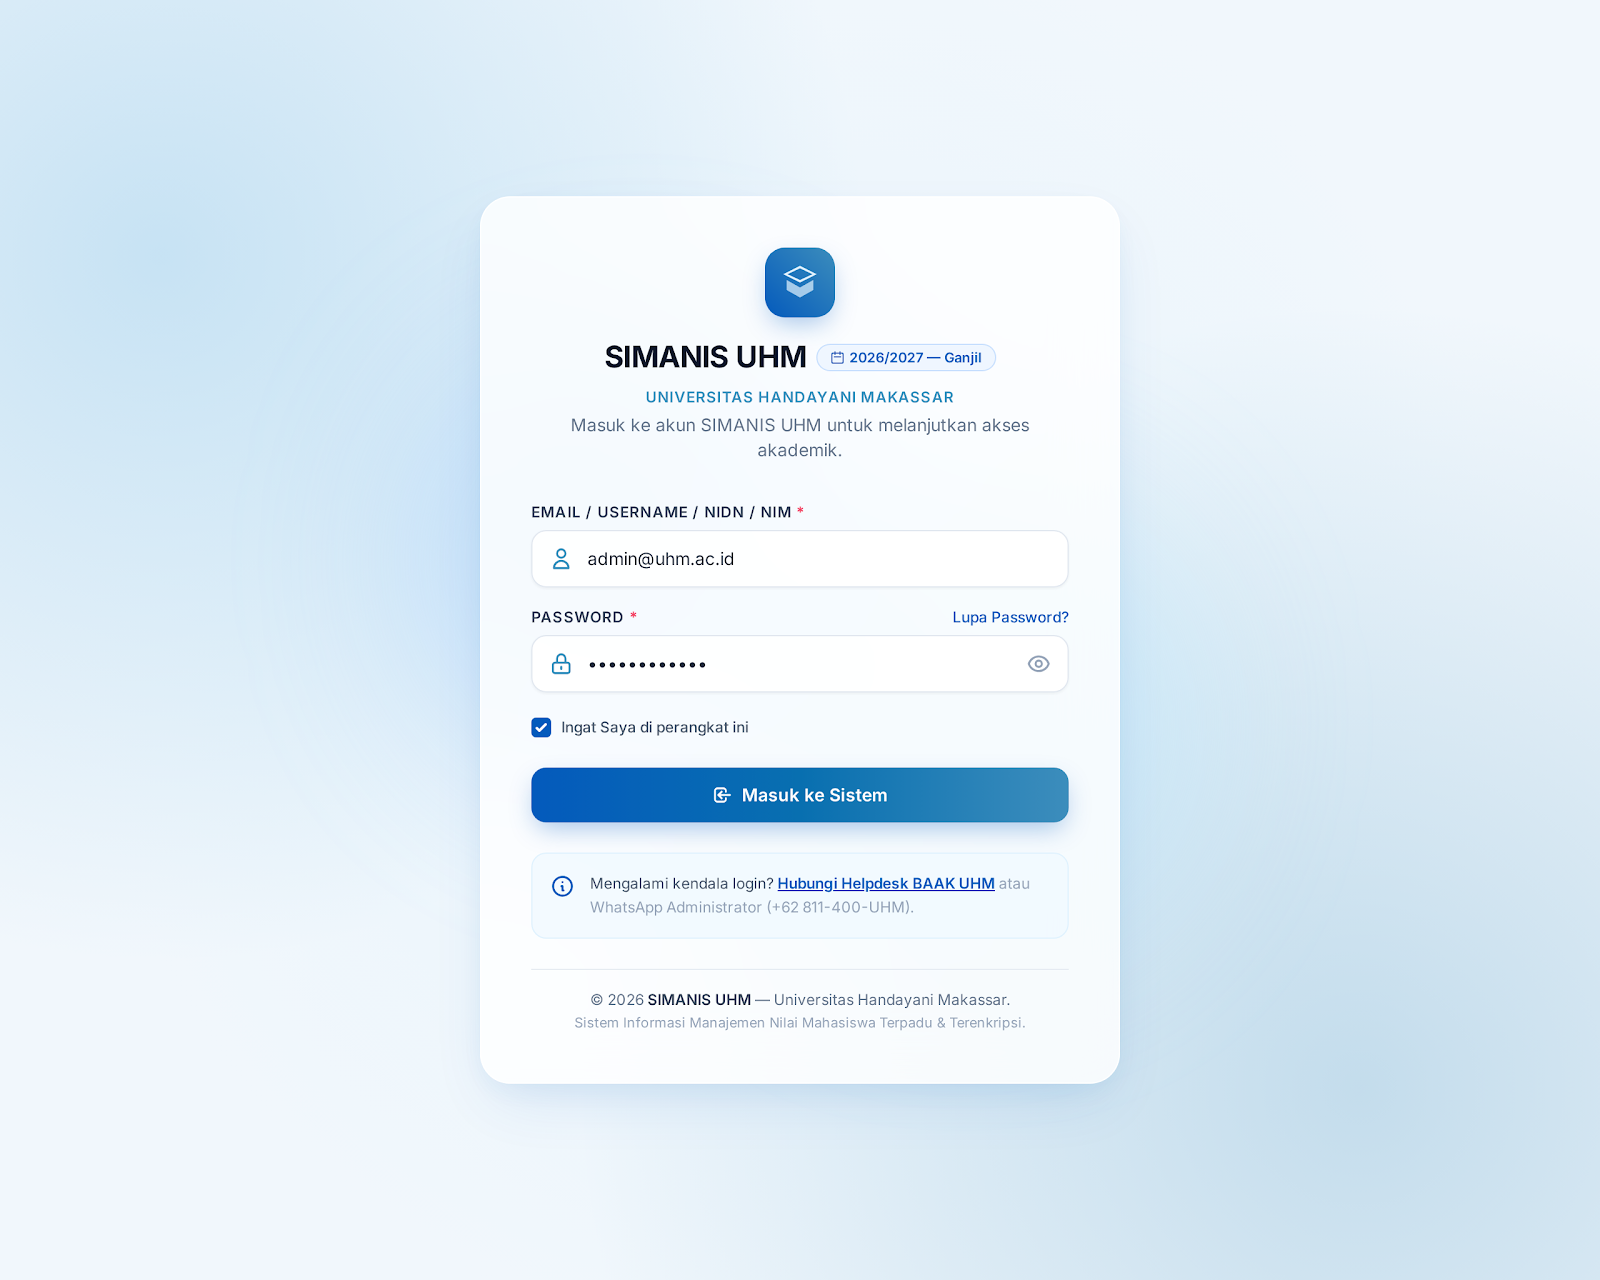 SIMANIS UHM 2026/2027 — Ganjil
UNIVERSITAS HANDAYANI MAKASSAR
Masuk ke akun SIMANIS UHM untuk melanjutkan akses
akademik.
EMAIL / USERNAME / NIDN / NIM *
admin@uhm.ac.id
PASSWORD * Lupa Password?
••••••••••••
Ingat Saya di perangkat ini
Masuk ke Sistem
Mengalami kendala login? Hubungi Helpdesk BAAK UHM atau
WhatsApp Administrator (+62 811-400-UHM).
© 2026 SIMANIS UHM — Universitas Handayani Makassar.
Sistem Informasi Manajemen Nilai Mahasiswa Terpadu & Terenkripsi.